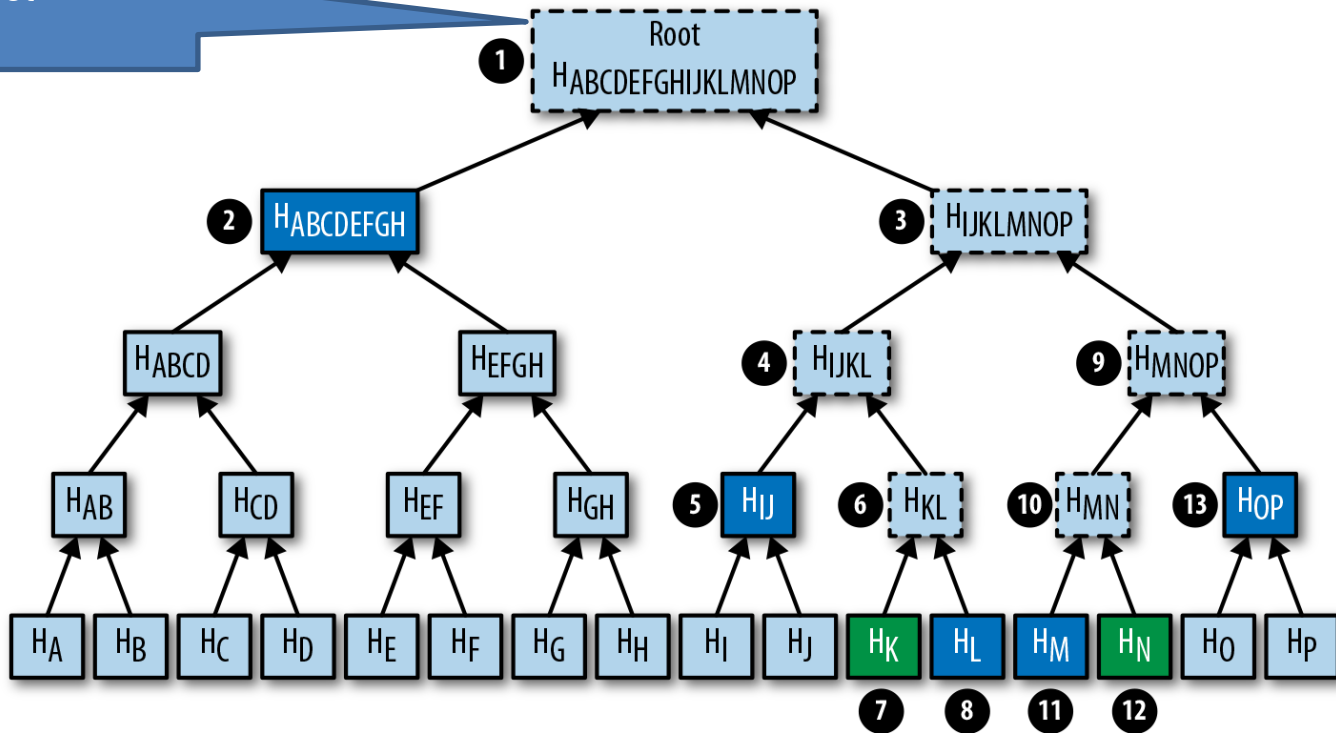 Root
1
HABCDEFGHIJKLMNOP
2 HABCDEFGH 3 HIJKLMNOP
HABCD HEFGH 4 HIJKL 9 HMNOP
HAB HCD HEF HGH 5 HIJ 6 HKL 10 HMN 13 HOP
HA HB HC HD HE HF HG HH HI HJ HK HL HM HN HO HP
7 8 11 12